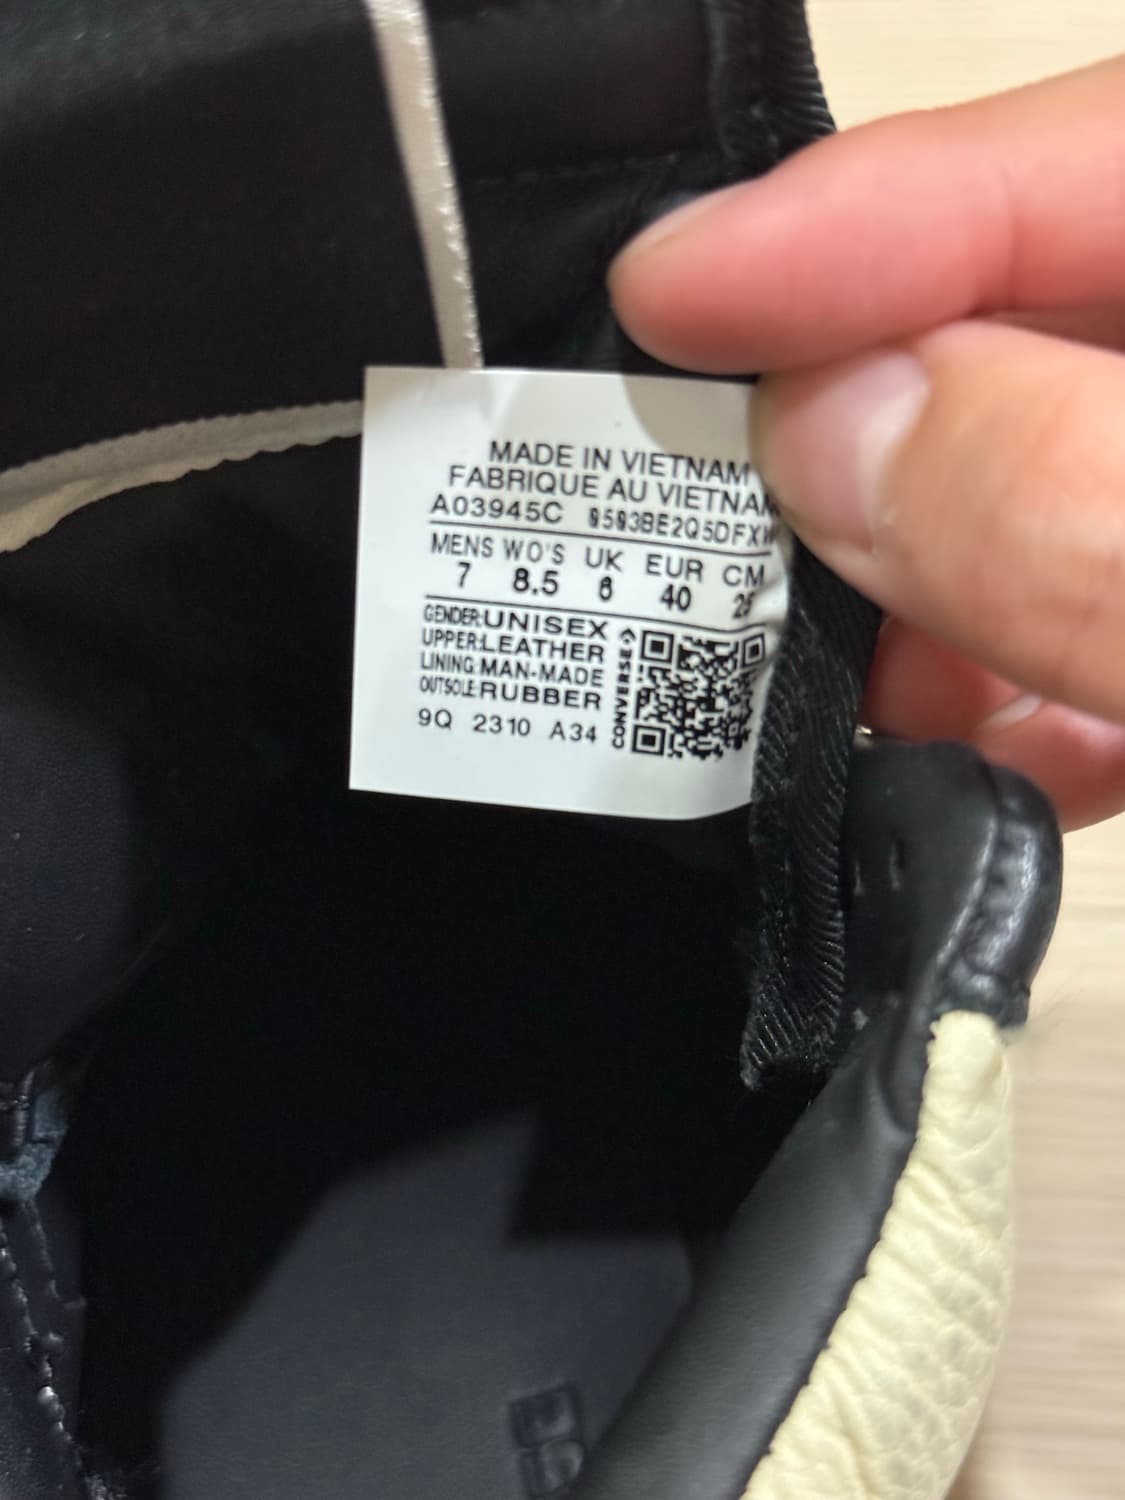 MADE IN VIETNAM
FABRIQUE AU VIETNAM
A03945C
MENS WO'S UK EUR CM
7 8.5 6 40
GENDER:UNISEX
UPPER:LEATHER
LINING:MAN-MADE
OUTSOLE:RUBBER
9Q 2310 A34
CONVERSE